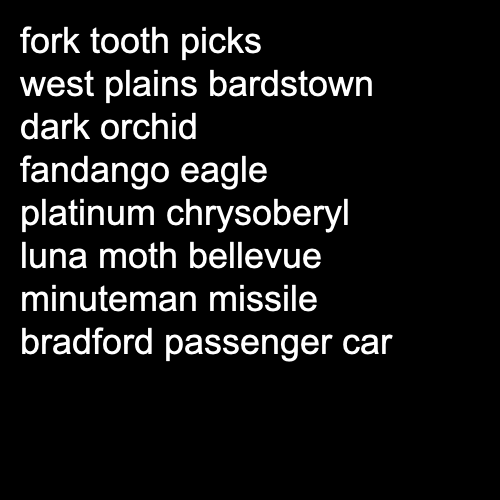 fork tooth picks
west plains bardstown
dark orchid
fandango eagle
platinum chrysoberyl
luna moth bellevue
minuteman missile
bradford passenger car